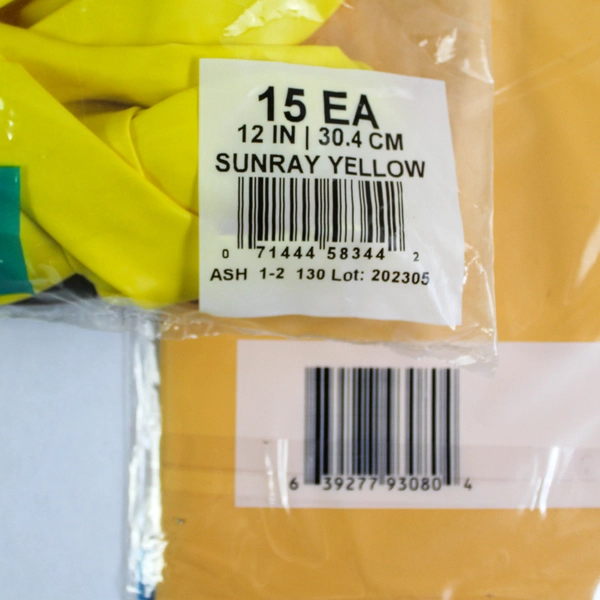 15 EA
12 IN | 30.4 CM
SUNRAY YELLOW
0 71444 58344 2
ASH 1-2 130 Lot: 202305
6 39277 93080 4